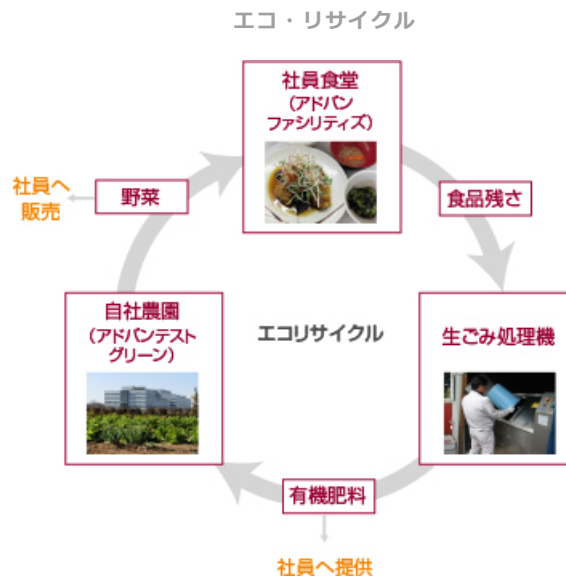 エコ・リサイクル
社員食堂
(アドバン
ファシリティズ)
食品残さ
野菜
社員へ
販売
自社農園
(アドバンテスト
グリーン)
エコリサイクル
生ごみ処理機
有機肥料
社員へ提供